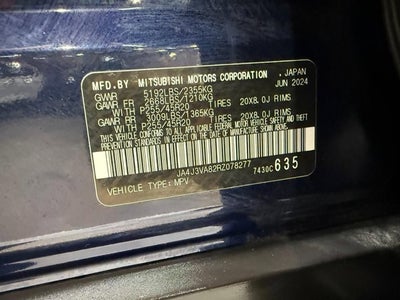 MFD.BY MITSUBISHI MOTORS CORPORATION, JAPAN
JUN 2024
GVWR 5192LBS/2355KG
GAWR FR 2668LBS/1210KG
WITH P255/45R20 TIRES 20X8.0J RIMS
GAWR RR 3009LBS/1365KG
WITH P255/45R20 TIRES 20X8.0J RIMS
THIS VEHICLE CONFORMS TO ALL APPLICABLE FEDERAL MOTOR VEHICLE SAFETY AND THEFT PREVENTION STANDARDS IN EFFECT ON THE DATE OF MANUFACTURE SHOWN ABOVE.
JA4J3VA82RZ078277
7430C635
VEHICLE TYPE: MPV